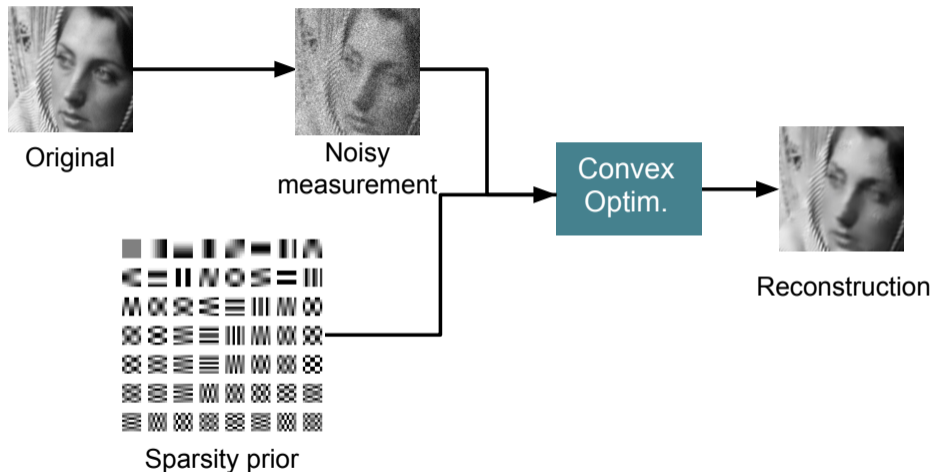 Original
Noisy
measurement
Convex
Optim.
Reconstruction
Sparsity prior